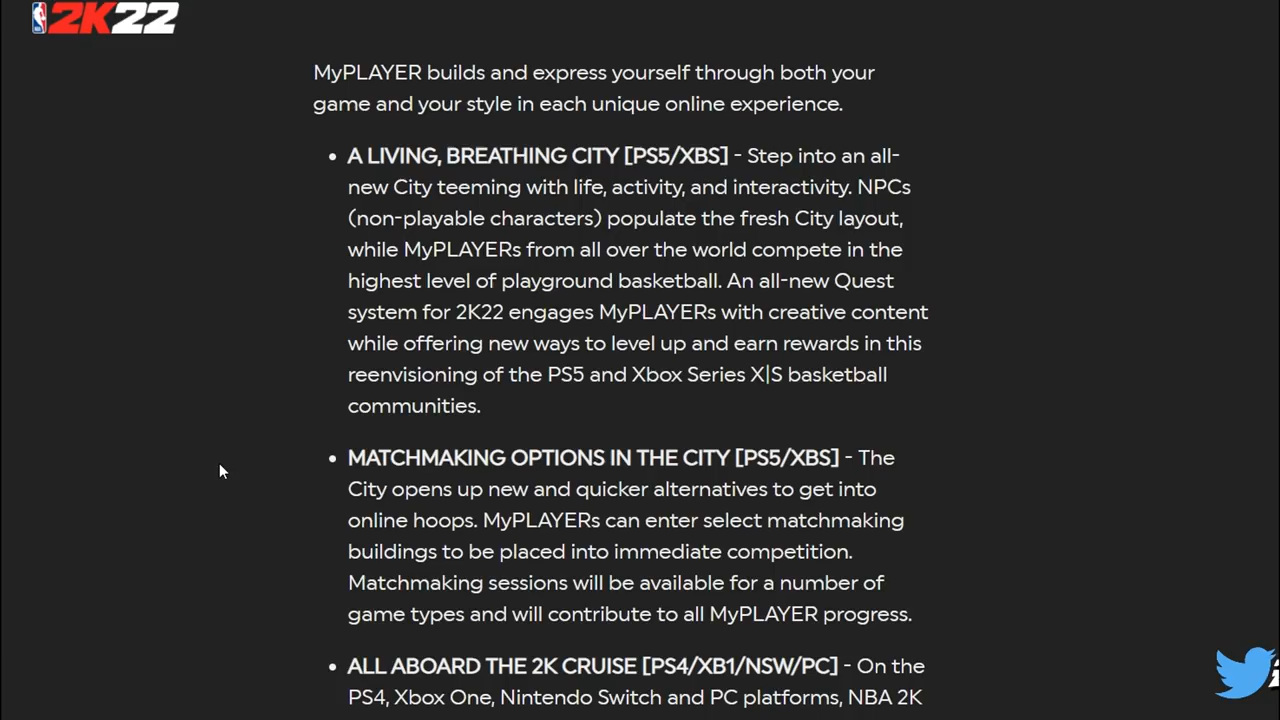 2K22
MyPLAYER builds and express yourself through both your
game and your style in each unique online experience.
• A LIVING, BREATHING CITY [PS5/XBS] - Step into an all-
new City teeming with life, activity, and interactivity. NPCs
(non-playable characters) populate the fresh City layout,
while MyPLAYERs from all over the world compete in the
highest level of playground basketball. An all-new Quest
system for 2K22 engages MyPLAYERs with creative content
while offering new ways to level up and earn rewards in this
reenvisioning of the PS5 and Xbox Series X|S basketball
communities.
• MATCHMAKING OPTIONS IN THE CITY [PS5/XBS] - The
City opens up new and quicker alternatives to get into
online hoops. MyPLAYERs can enter select matchmaking
buildings to be placed into immediate competition.
Matchmaking sessions will be available for a number of
game types and will contribute to all MyPLAYER progress.
• ALL ABOARD THE 2K CRUISE [PS4/XB1/NSW/PC] - On the
PS4, Xbox One, Nintendo Switch and PC platforms, NBA 2K